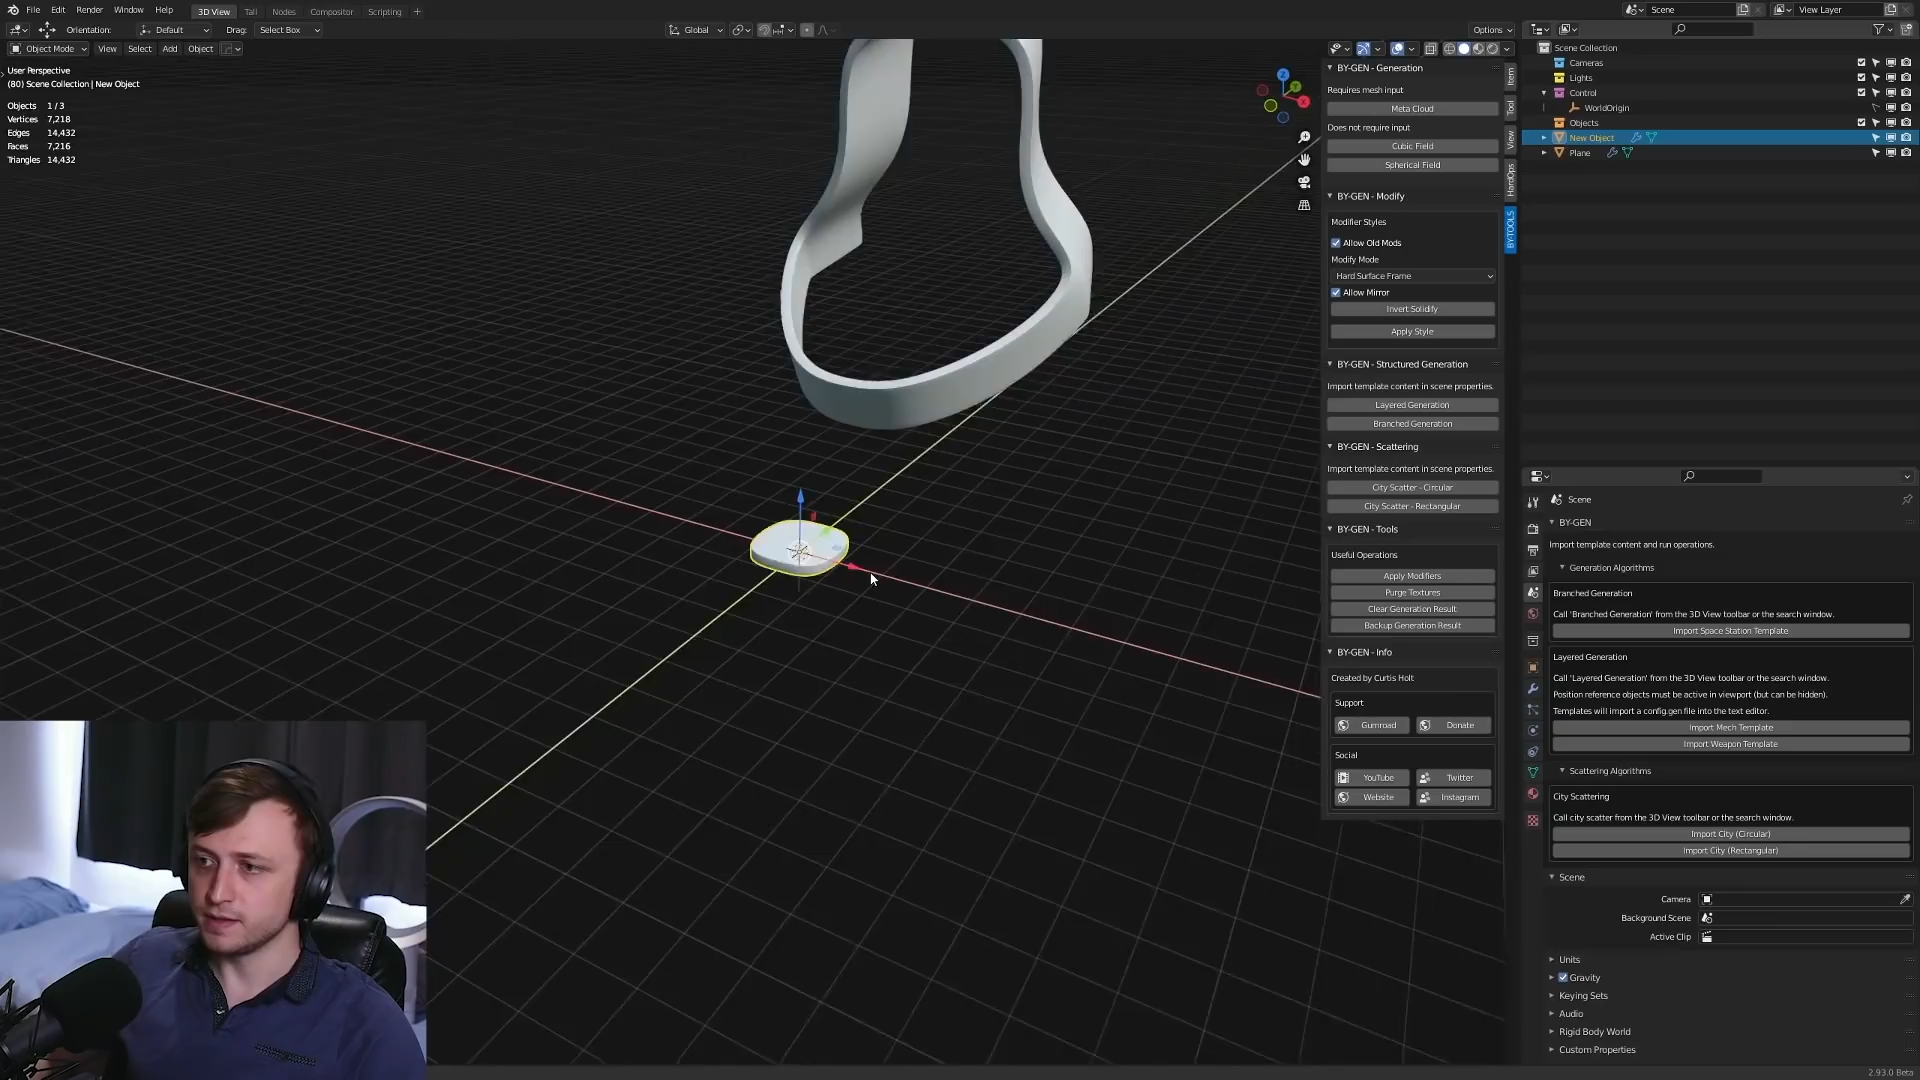 File Edit Render Window Help 3D View Tall Nodes Compositor Scripting + Scene View Layer
Orientation: Default Drag: Select Box Global Options
Object Mode View Select Add Object
User Perspective
(80) Scene Collection | New Object
Objects 1 / 3
Vertices 7,218
Edges 14,432
Faces 7,216
Triangles 14,432
X
Y
Z
BY-GEN - Generation
Requires mesh input
Meta Cloud
Does not require input
Cubic Field
Spherical Field
BY-GEN - Modify
Modifier Styles
Allow Old Mods
Modify Mode
Hard Surface Frame
Allow Mirror
Invert Solidify
Apply Style
BY-GEN - Structured Generation
Import template content in scene properties.
Layered Generation
Branched Generation
BY-GEN - Scattering
Import template content in scene properties.
City Scatter - Circular
City Scatter - Rectangular
BY-GEN - Tools
Useful Operations
Apply Modifiers
Purge Textures
Clear Generation Result
Backup Generation Result
BY-GEN - Info
Created by Curtis Holt
Support
Gumroad Donate
Social
YouTube Twitter
Website Instagram
Item
Tool
View
HardOps
BY-TOOLS
Scene Collection
Cameras
Lights
Control
WorldOrigin
Objects
New Object
Plane
Scene
BY-GEN
Import template content and run operations.
Generation Algorithms
Branched Generation
Call 'Branched Generation' from the 3D View toolbar or the search window.
Import Space Station Template
Layered Generation
Call 'Layered Generation' from the 3D View toolbar or the search window.
Position reference objects must be active in viewport (but can be hidden).
Templates will import a config.gen file into the text editor.
Import Mech Template
Import Weapon Template
Scattering Algorithms
City Scattering
Call city scatter from the 3D View toolbar or the search window.
Import City (Circular)
Import City (Rectangular)
Scene
Camera
Background Scene
Active Clip
Units
Gravity
Keying Sets
Audio
Rigid Body World
Custom Properties
2.93.0 Beta